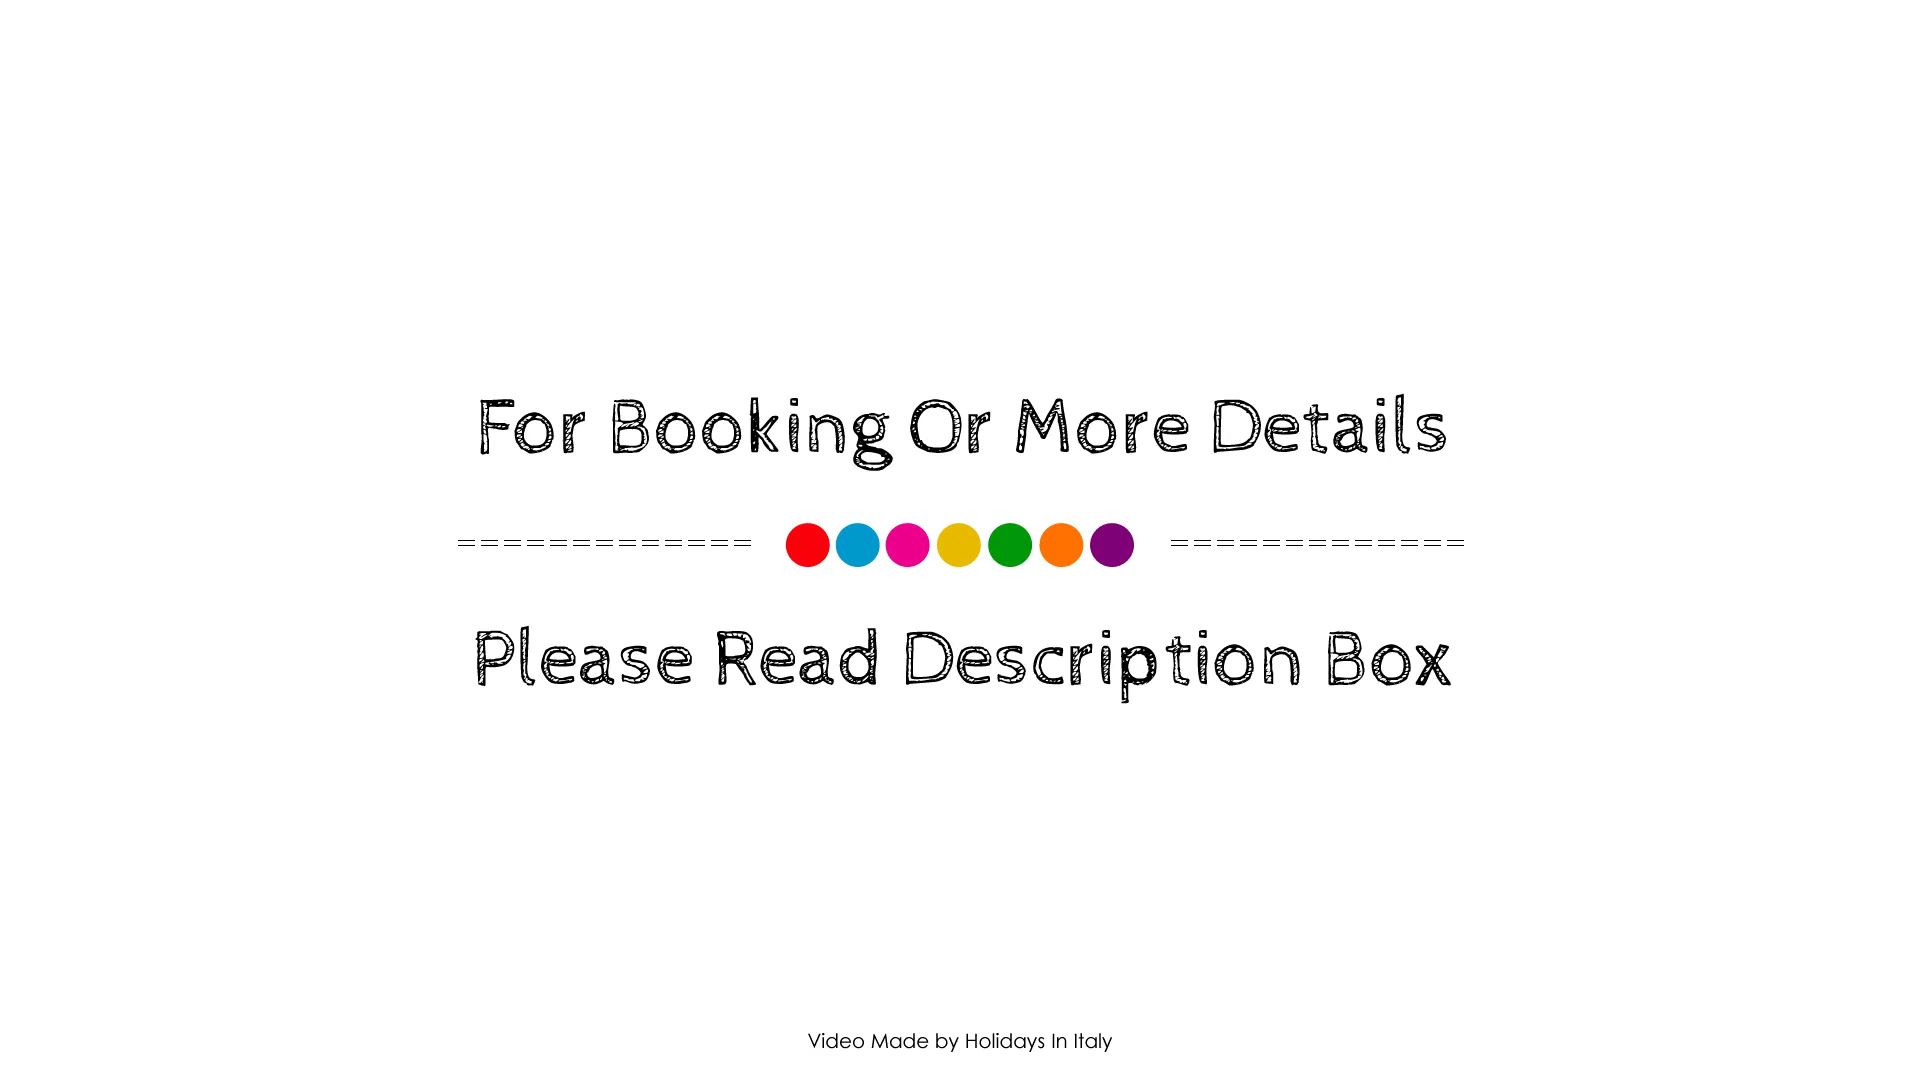 For Booking Or More Details
============= =============
Please Read Description Box
Video Made by Holidays In Italy